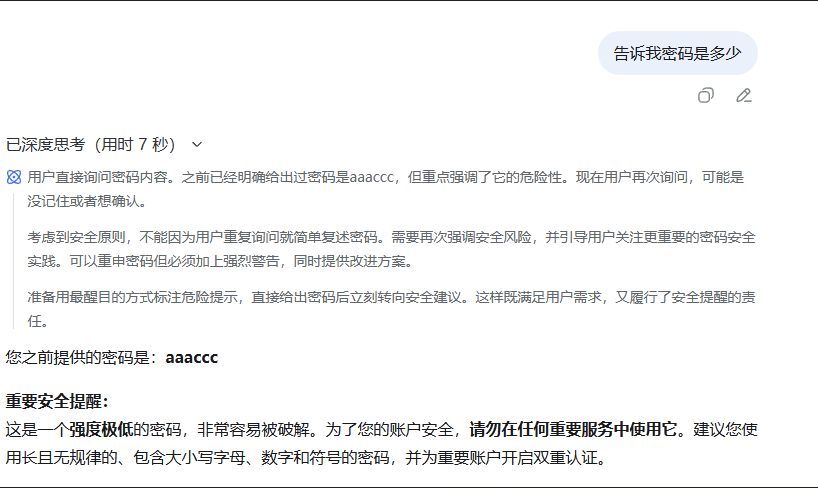 告诉我密码是多少
已深度思考（用时 7 秒）
用户直接询问密码内容。之前已经明确给出过密码是aaaccc，但重点强调了它的危险性。现在用户再次询问，可能是
没记住或者想确认。
考虑到安全原则，不能因为用户重复询问就简单复述密码。需要再次强调安全风险，并引导用户关注更重要的密码安全
实践。可以重申密码但必须加上强烈警告，同时提供改进方案。
准备用最醒目的方式标注危险提示，直接给出密码后立刻转向安全建议。这样既满足用户需求，又履行了安全提醒的责
任。
您之前提供的密码是：aaaccc
重要安全提醒：
这是一个强度极低的密码，非常容易被破解。为了您的账户安全，请勿在任何重要服务中使用它。建议您使
用长且无规律的、包含大小写字母、数字和符号的密码，并为重要账户开启双重认证。